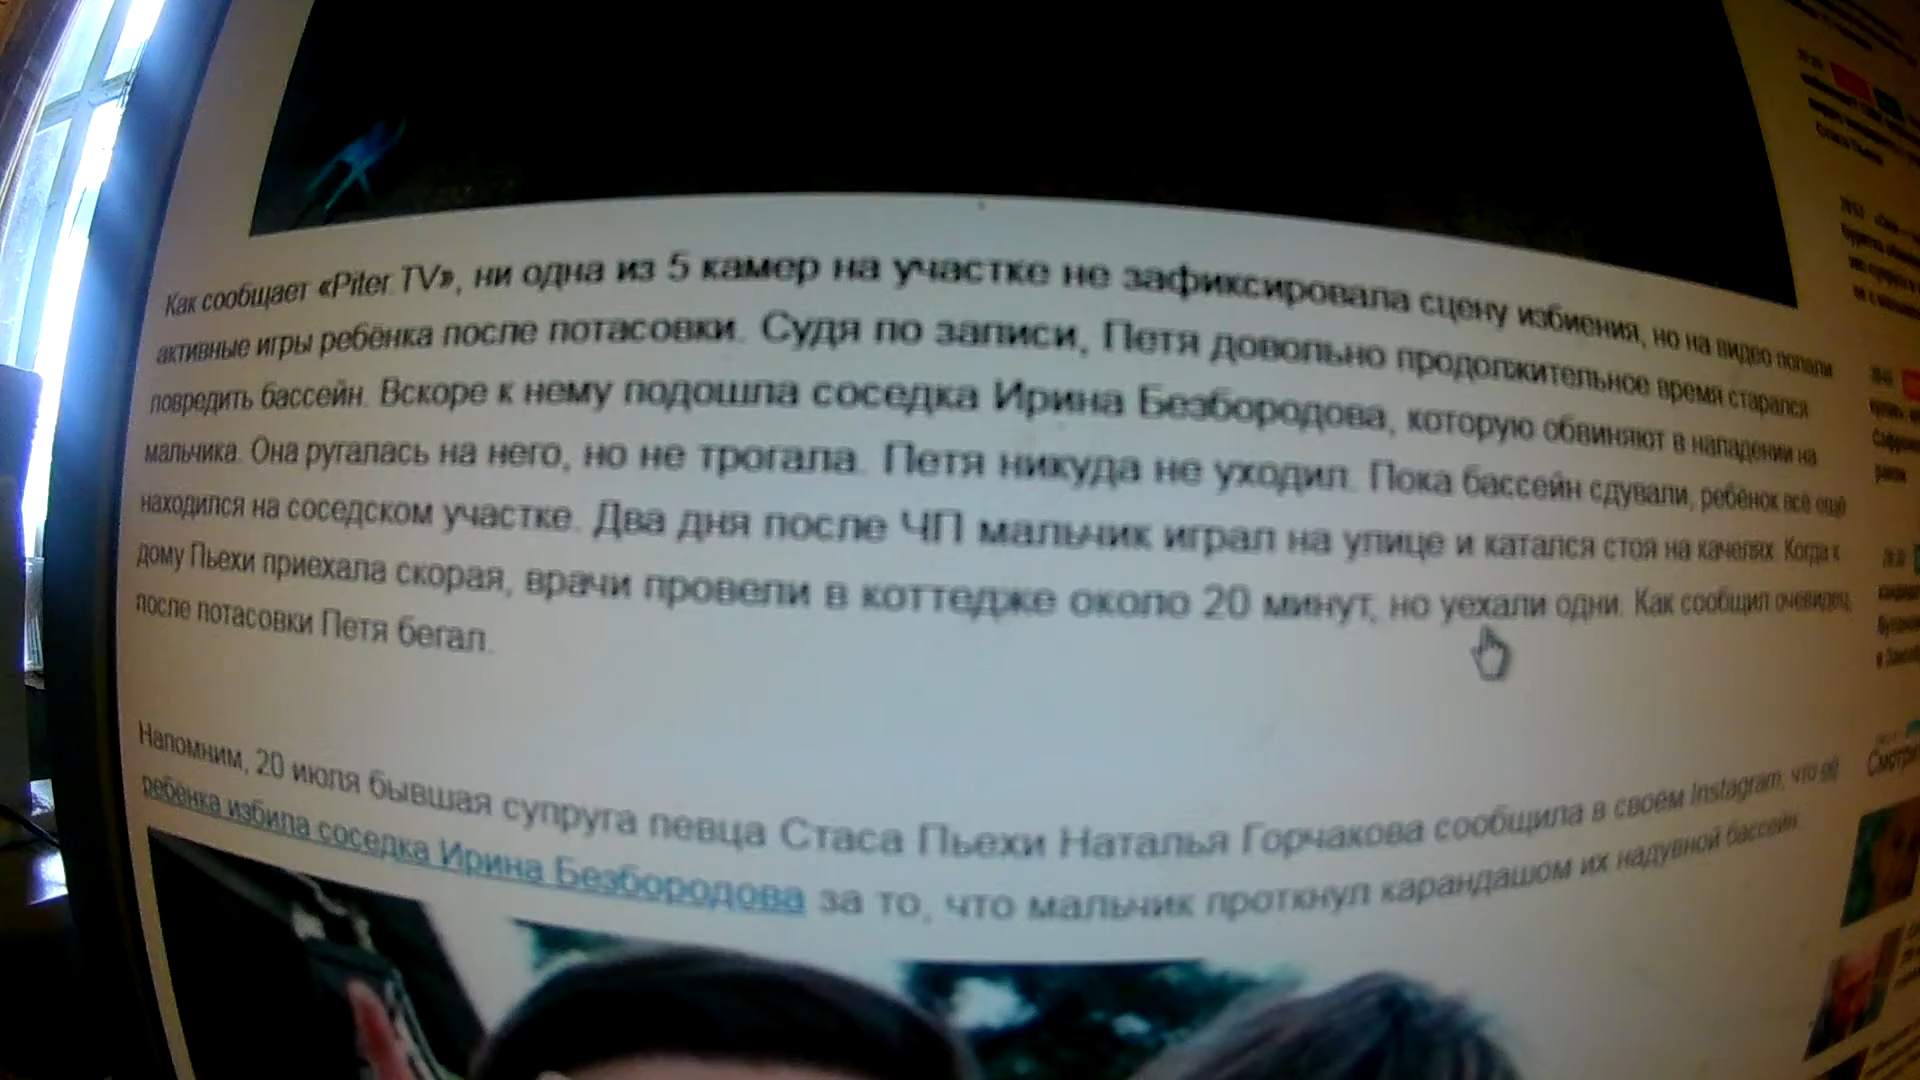 Как сообщает «Piter.TV», ни одна из 5 камер на участке не зафиксировала сцену избиения, но на видео попали
активные игры ребёнка после потасовки. Судя по записи, Петя довольно продолжительное время старался
повредить бассейн. Вскоре к нему подошла соседка Ирина Безбородова, которую обвиняют в нападении на
мальчика. Она ругалась на него, но не трогала. Петя никуда не уходил. Пока бассейн сдували, ребёнок всё ещё
находился на соседском участке. Два дня после ЧП мальчик играл на улице и катался стоя на качелях. Когда к
дому Пьехи приехала скорая, врачи провели в коттедже около 20 минут, но уехали одни. Как сообщил очевидец,
после потасовки Петя бегал.
Напомним, 20 июля бывшая супруга певца Стаса Пьехи Наталья Горчакова сообщила в своём Instagram, что её
ребёнка избила соседка Ирина Безбородова за то, что мальчик проткнул карандашом их надувной бассейн.
Смотри